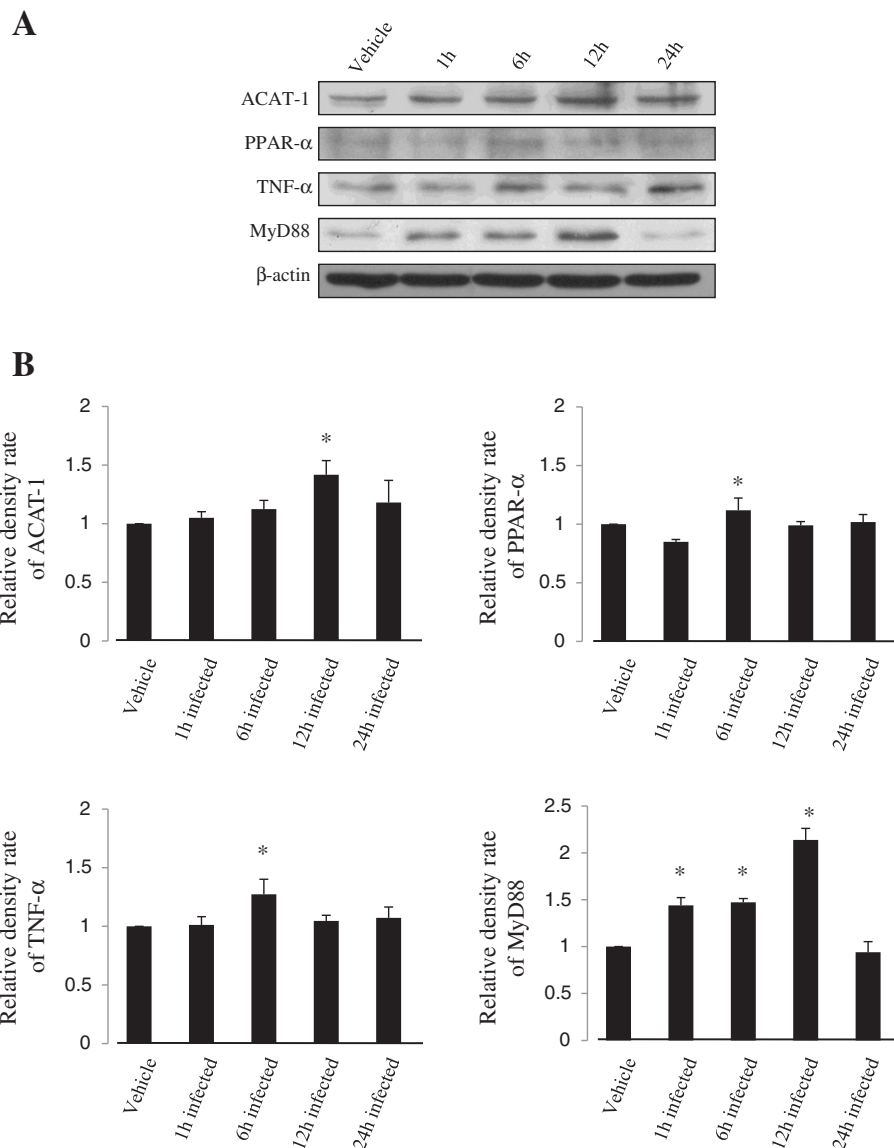 A
Vehicle 1h 6h 12h 24h
ACAT-1
PPAR-α
TNF-α
MyD88
β-actin
B
Relative density rate
of ACAT-1
2
1.5
1
0.5
0
*
Vehicle 1h infected 6h infected 12h infected 24h infected
Relative density rate
of PPAR-α
2
1.5
1
0.5
0
*
Vehicle 1h infected 6h infected 12h infected 24h infected
Relative density rate
of TNF-α
2
1.5
1
0.5
0
*
Vehicle 1h infected 6h infected 12h infected 24h infected
Relative density rate
of MyD88
2.5
2
1.5
1
0.5
0
* * *
Vehicle 1h infected 6h infected 12h infected 24h infected